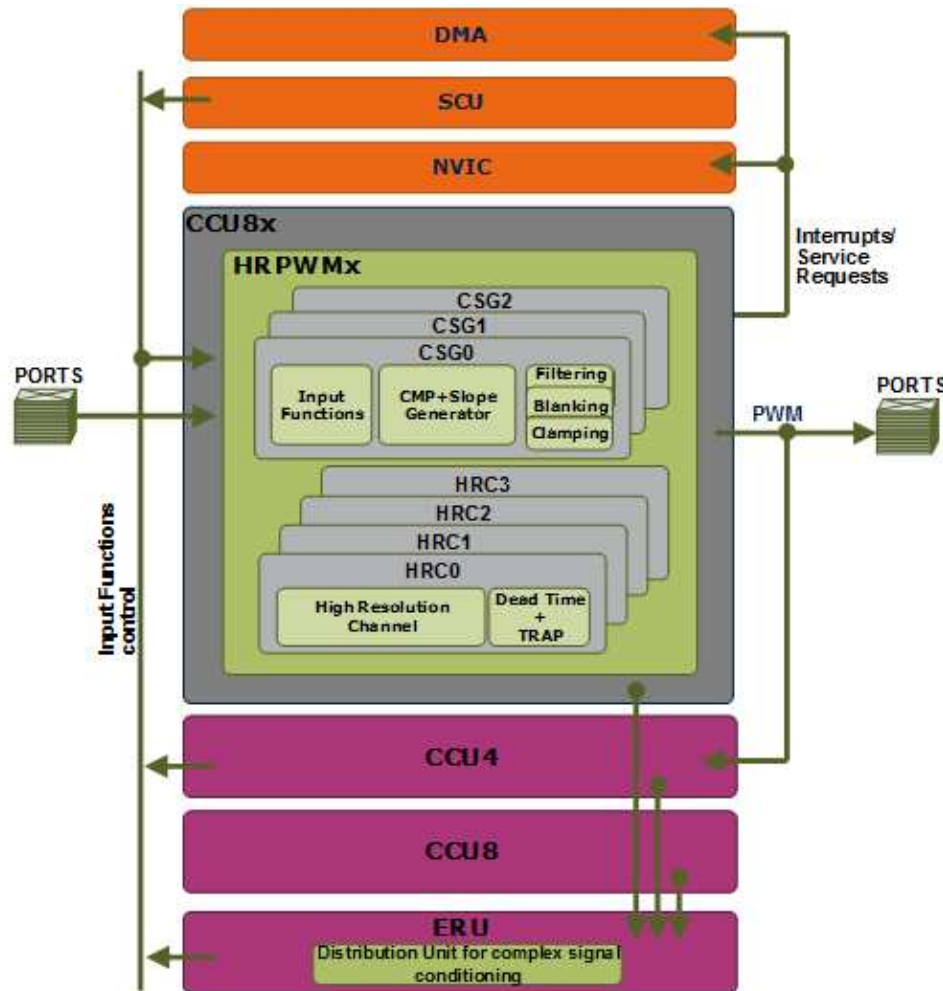 DMA
SCU
NVIC
CCU8x
HRPWMx
Interrupts/
Service
Requests
CSG2
CSG1
CSG0
Input
Functions
CMP+Slope
Generator
Filtering
Blanking
Clamping
PORTS
PORTS
PWM
HRC3
HRC2
HRC1
HRC0
High Resolution
Channel
Dead Time
+
TRAP
Input Functions
control
CCU4
CCU8
ERU
Distribution Unit for complex signal
conditioning